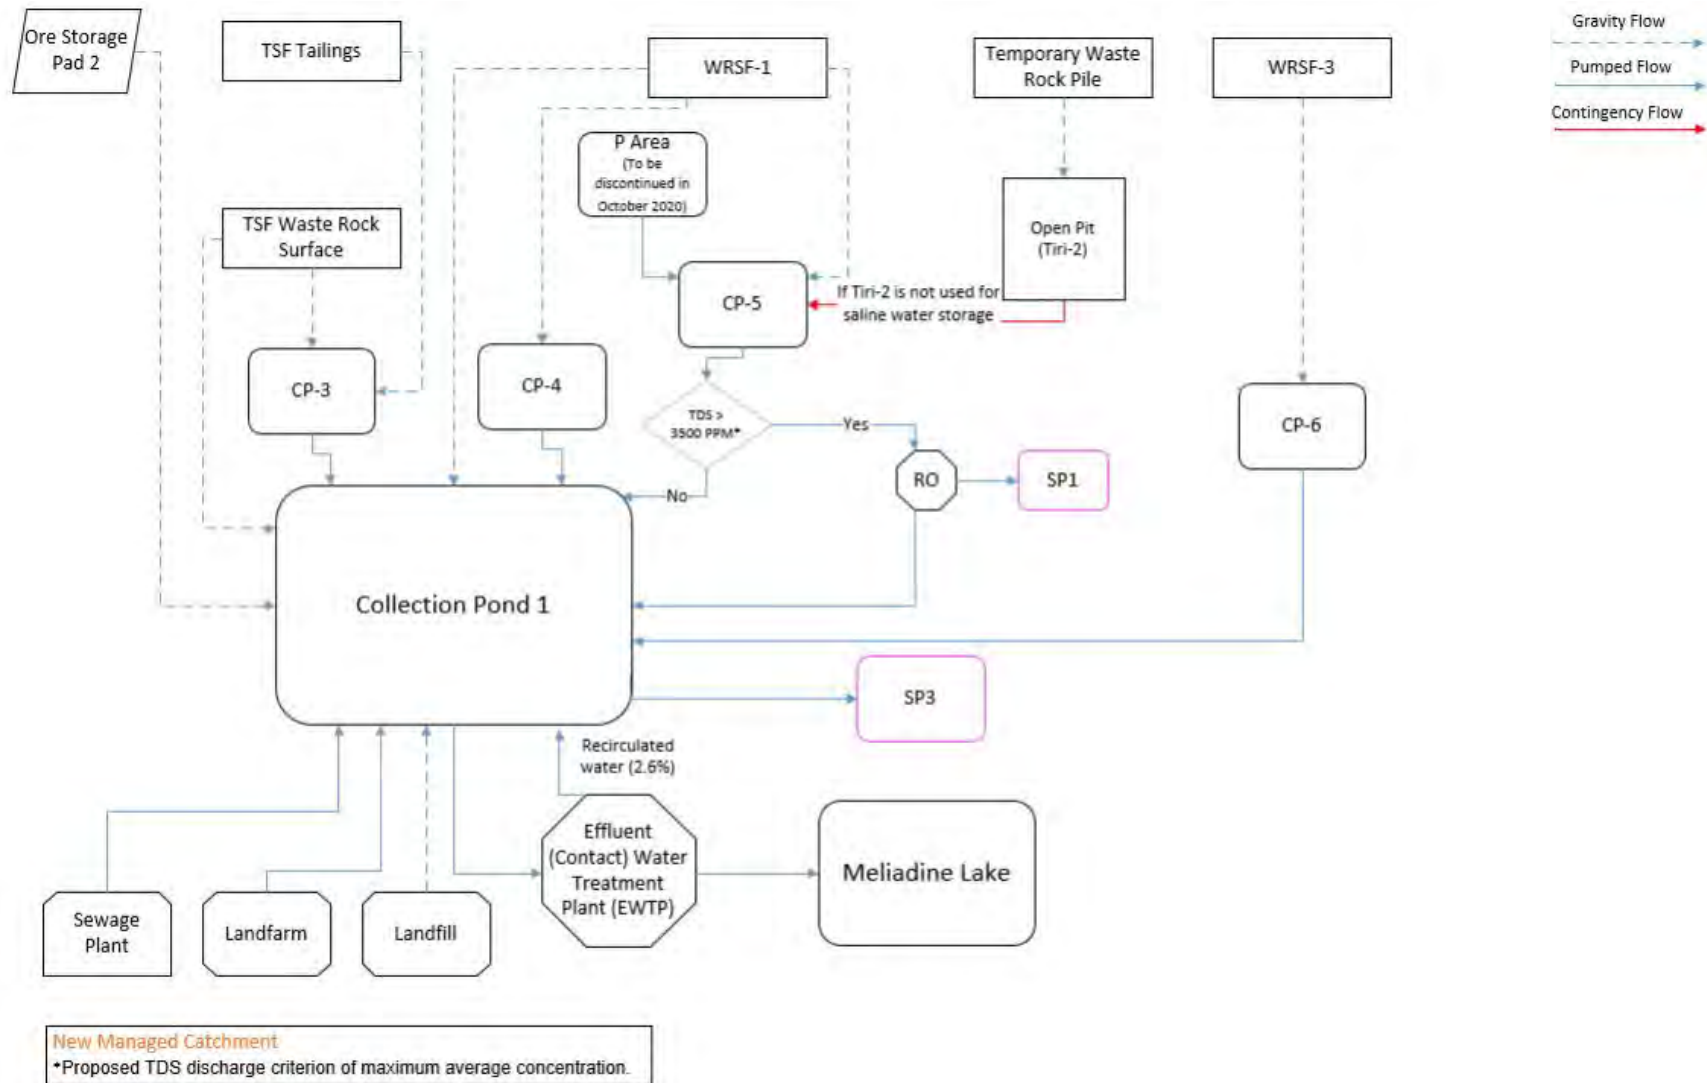 Ore Storage
Pad 2
TSF Tailings
WRSF-1
Temporary Waste
Rock Pile
WRSF-3
Gravity Flow
Pumped Flow
Contingency Flow
P Area
(To be
discontinued in
October 2020)
TSF Waste Rock
Surface
Open Pit
(Tiri-2)
CP-5
If Tiri-2 is not used for
saline water storage
CP-3
CP-4
TDS >
3500 PPM*
Yes
CP-6
RO
SP1
No
Collection Pond 1
SP3
Recirculated
water (2.6%)
Effluent
(Contact) Water
Treatment
Plant (EWTP)
Meliadine Lake
Sewage
Plant
Landfarm
Landfill
New Managed Catchment
*Proposed TDS discharge criterion of maximum average concentration.